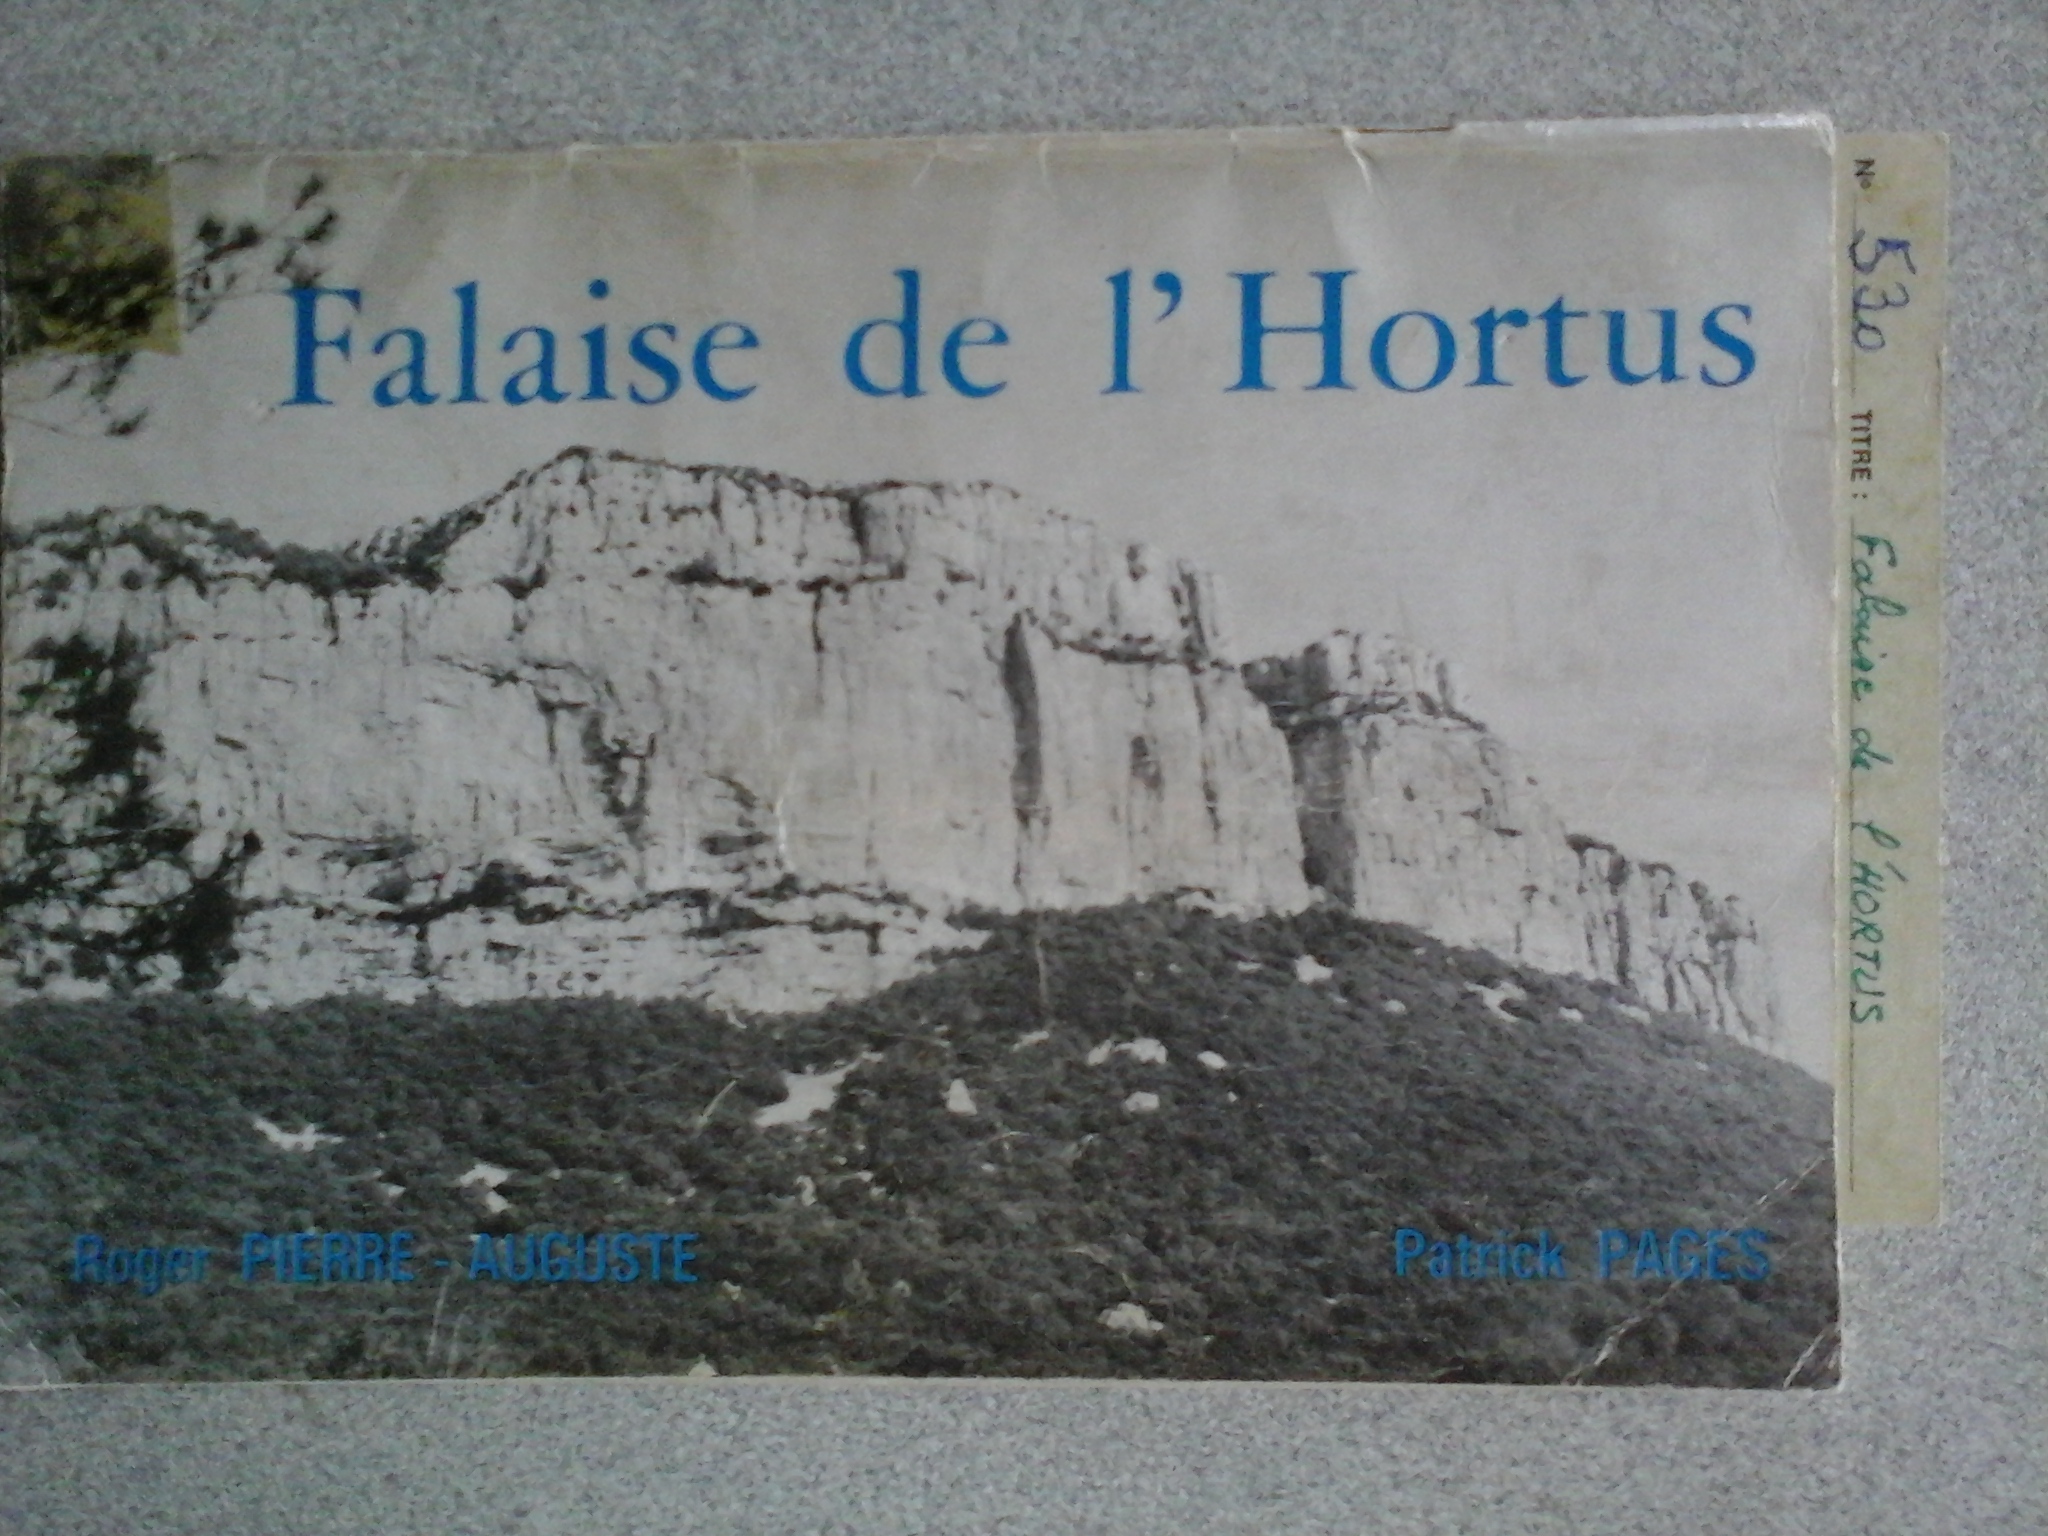 Falaise de l'Hortus
Roger PIERRE - AUGUSTE
Patrick PAGES
N° 530 TITRE: Falaise de l'HORTUS